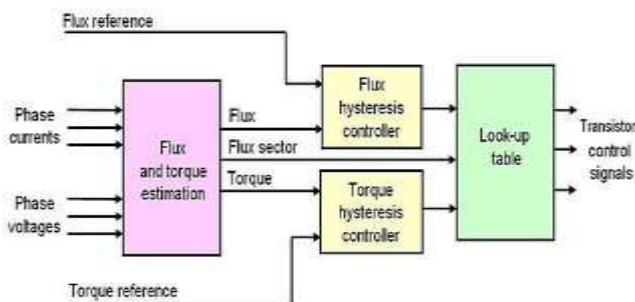 Flux reference
Flux
hysteresis
controller
Phase
currents
Flux
Flux
and torque
estimation
Flux sector
Look-up
table
Transistor
control
signals
Torque
Phase
voltages
Torque
hysteresis
controller
Torque reference